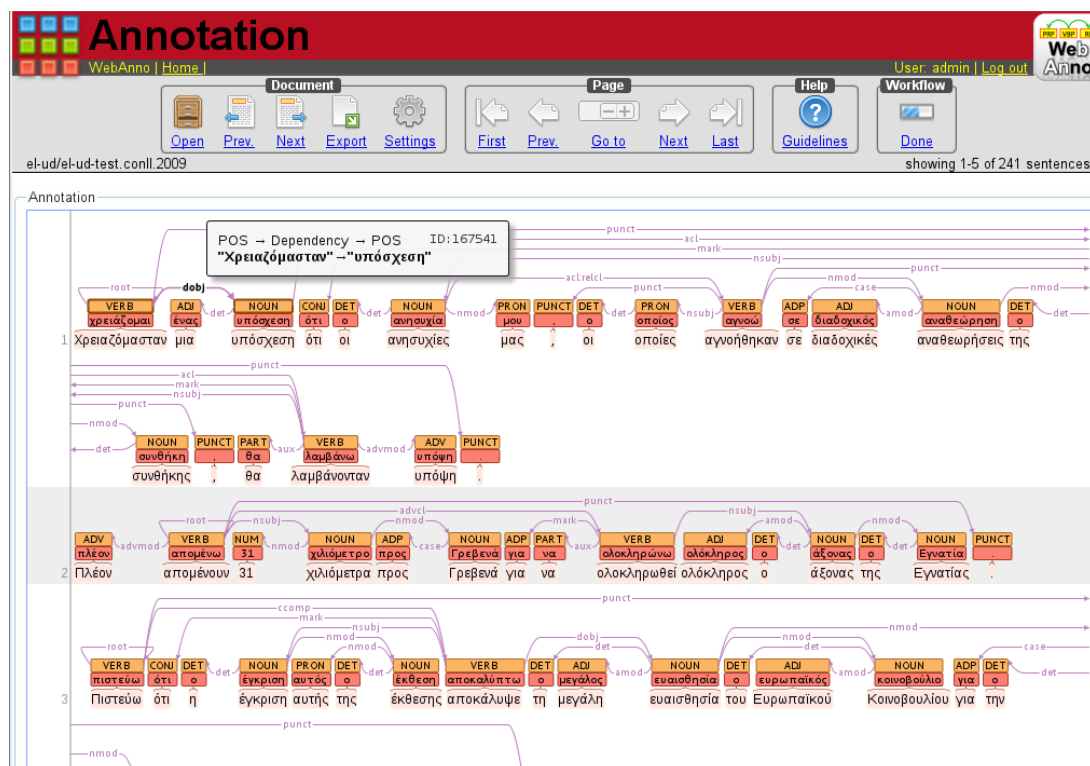 Annotation
WebAnno | Home |
User: admin | Log out
PRP VBP
Web
Anno
Document
Page
Help
Workflow
Open Prev. Next Export Settings First Prev. Go to Next Last Guidelines Done
el-ud/el-ud-test.conll.2009
showing 1-5 of 241 sentences
Annotation
punct
acl
mark
nsubj
POS → Dependency → POS ID:167541
"Χρειαζόμασταν"→"υπόσχεση"
acl:relcl punct
punct nmod case
root dobj det det nmod det nsubj amod nmod det
VERB ADJ NOUN CONJ DET NOUN PRON PUNCT DET PRON VERB ADP ADJ NOUN DET
χρειάζομαι ένας υπόσχεση ότι ο ανησυχία μου , ο οποίος αγνοώ σε διαδοχικός αναθεώρηση ο
1 Χρειαζόμασταν μια υπόσχεση ότι οι ανησυχίες μας , οι οποίες αγνοήθηκαν σε διαδοχικές αναθεωρήσεις της
punct
acl
mark
nsubj
punct
nmod
det aux advmod
NOUN PUNCT PART VERB ADV PUNCT
συνθήκη , θα λαμβάνω υπόψη .
συνθήκης , θα λαμβάνονταν υπόψη .
punct
advcl nsubj
root nsubj nmod mark amod nmod
advmod nmod case aux det det
ADV VERB NUM NOUN ADP NOUN ADP PART VERB ADJ DET NOUN DET NOUN PUNCT
πλέον απομένω 31 χιλιόμετρο προς Γρεβενά για να ολοκληρώνω ολόκληρος ο άξονας ο Εγνατία .
2 Πλέον απομένουν 31 χιλιόμετρα προς Γρεβενά για να ολοκληρωθεί ολόκληρος ο άξονας της Εγνατίας .
punct
ccomp
mark
nsubj nmod
nmod dobj nmod
root nmod det det case
det det amod det amod det
VERB CONJ DET NOUN PRON DET NOUN VERB DET ADJ NOUN DET ADJ NOUN ADP DET
πιστεύω ότι ο έγκριση αυτός ο έκθεση αποκαλύπτω ο μεγάλος ευαισθησία ο ευρωπαϊκός κοινοβούλιο για ο
3 Πιστεύω ότι η έγκριση αυτής της έκθεσης αποκάλυψε τη μεγάλη ευαισθησία του Ευρωπαϊκού Κοινοβουλίου για την
punct
nmod